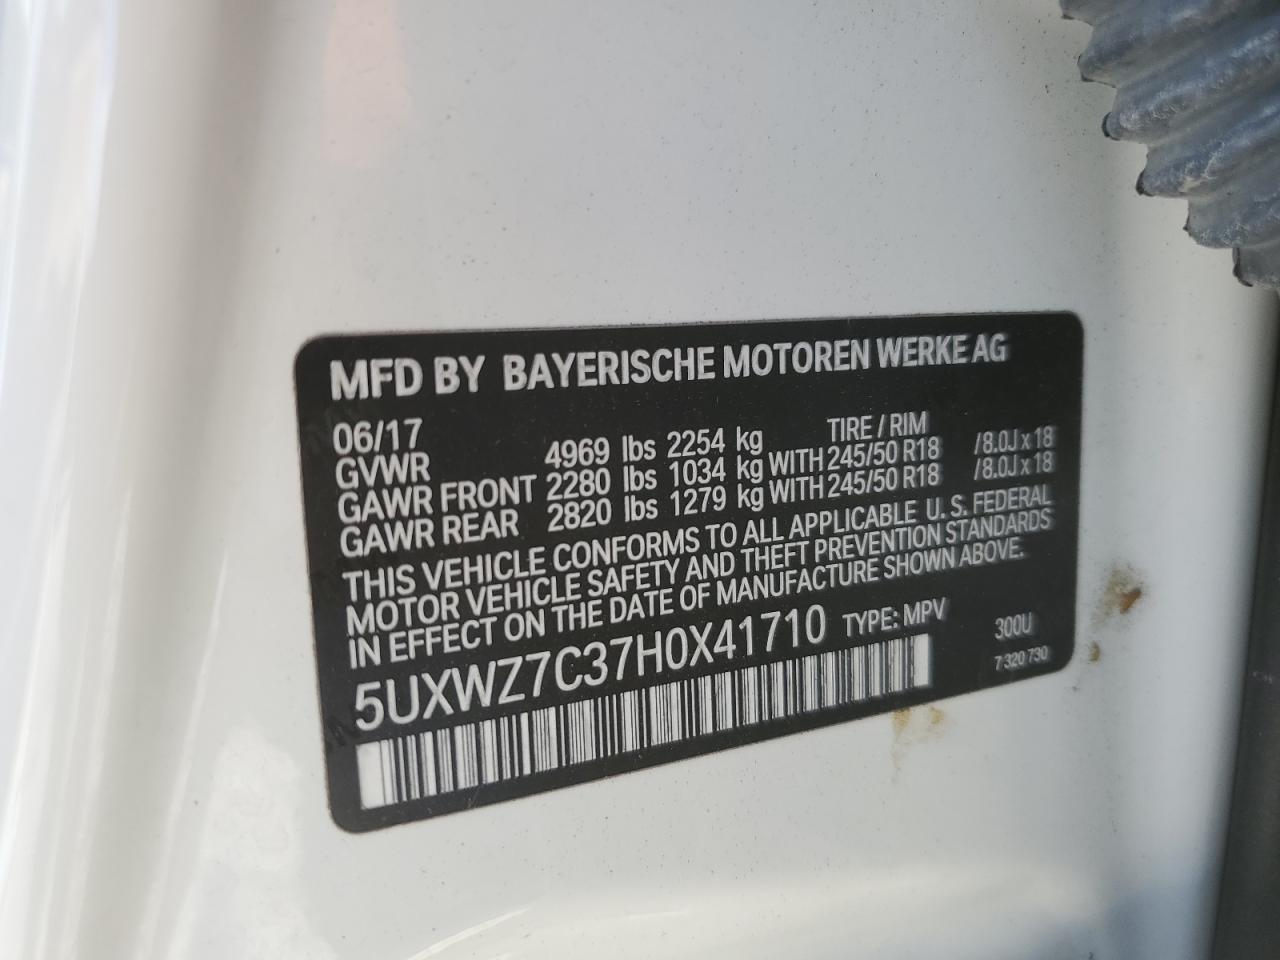 MFD BY BAYERISCHE MOTOREN WERKE AG
06/17 TIRE / RIM
GVWR 4969 lbs 2254 kg
GAWR FRONT 2280 lbs 1034 kg WITH 245/50 R18 /8.0J x 18
GAWR REAR 2820 lbs 1279 kg WITH 245/50 R18 /8.0J x 18
THIS VEHICLE CONFORMS TO ALL APPLICABLE U. S. FEDERAL
MOTOR VEHICLE SAFETY AND THEFT PREVENTION STANDARDS
IN EFFECT ON THE DATE OF MANUFACTURE SHOWN ABOVE.
5UXWZ7C37H0X41710 TYPE: MPV 300U
7 320 730